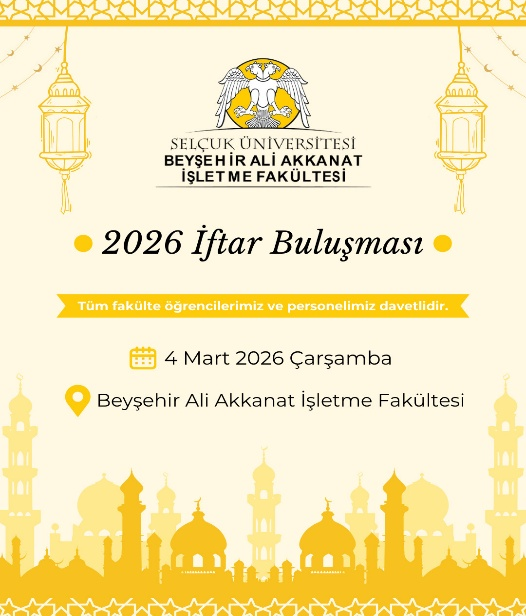 SELÇUK ÜNİVERSİTESİ
BEYŞEHİR ALİ AKKANAT
İŞLETME FAKÜLTESİ
2026 İftar Buluşması
Tüm fakülte öğrencilerimiz ve personelimiz davetlidir.
4 Mart 2026 Çarşamba
Beyşehir Ali Akkanat İşletme Fakültesi